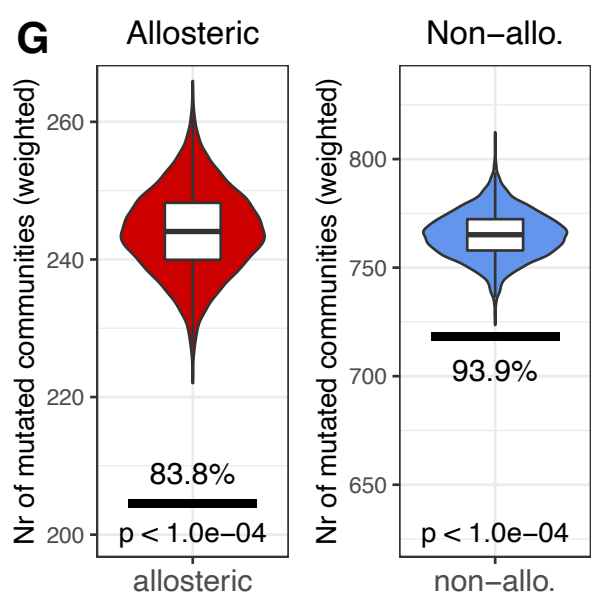 G
Allosteric
Nr of mutated communities (weighted)
260
240
220
200
83.8%
p < 1.0e−04
allosteric
Non−allo.
Nr of mutated communities (weighted)
800
750
700
650
93.9%
p < 1.0e−04
non−allo.